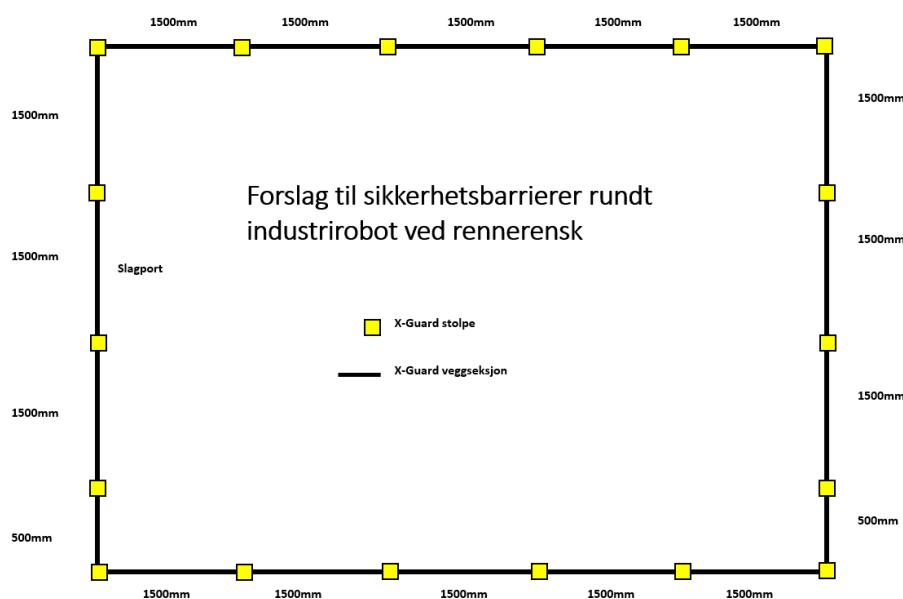 1500mm 1500mm 1500mm 1500mm 1500mm
1500mm
1500mm
Forslag til sikkerhetsbarrierer rundt
industrirobot ved rennerensk
1500mm
1500mm
Slagport
X-Guard stolpe
X-Guard veggseksjon
1500mm
1500mm
500mm
500mm
1500mm 1500mm 1500mm 1500mm 1500mm